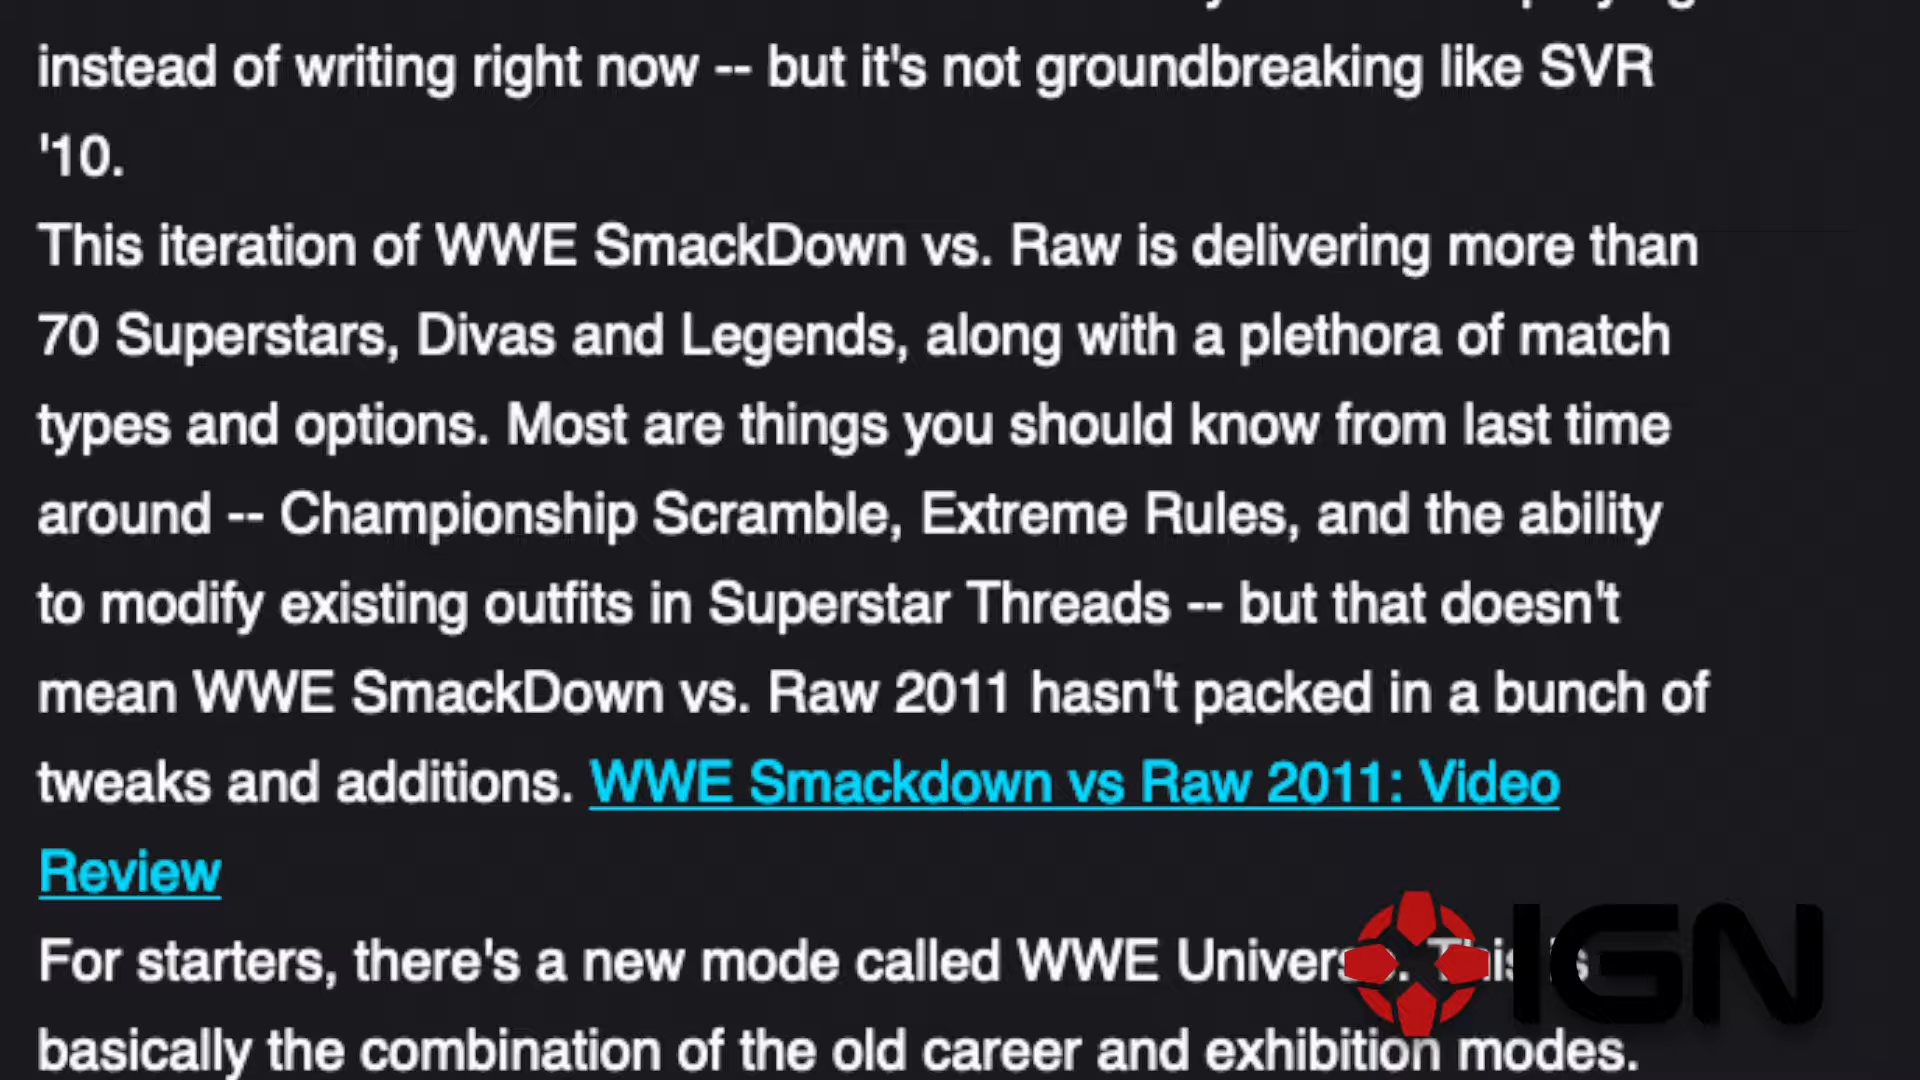 instead of writing right now -- but it's not groundbreaking like SVR
'10.
This iteration of WWE SmackDown vs. Raw is delivering more than
70 Superstars, Divas and Legends, along with a plethora of match
types and options. Most are things you should know from last time
around -- Championship Scramble, Extreme Rules, and the ability
to modify existing outfits in Superstar Threads -- but that doesn't
mean WWE SmackDown vs. Raw 2011 hasn't packed in a bunch of
tweaks and additions. WWE Smackdown vs Raw 2011: Video
Review
For starters, there's a new mode called WWE Universe. This is
basically the combination of the old career and exhibition modes.
IGN